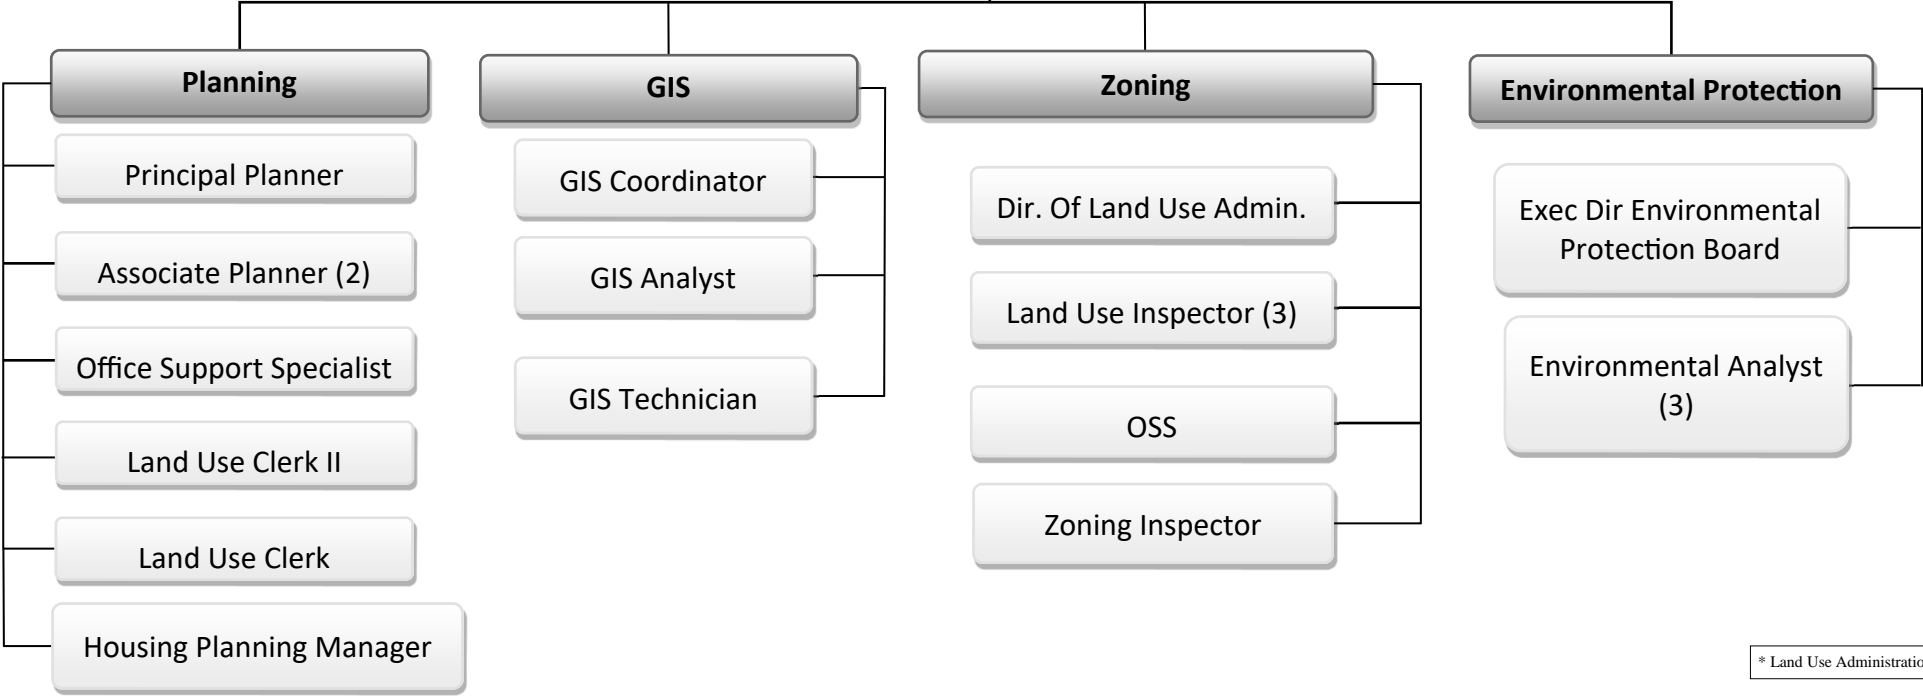 Planning
Principal Planner
Associate Planner (2)
Office Support Specialist
Land Use Clerk II
Land Use Clerk
Housing Planning Manager
GIS
GIS Coordinator
GIS Analyst
GIS Technician
Zoning
Dir. Of Land Use Admin.
Land Use Inspector (3)
OSS
Zoning Inspector
Environmental Protection
Exec Dir Environmental
Protection Board
Environmental Analyst
(3)
* Land Use Administratio